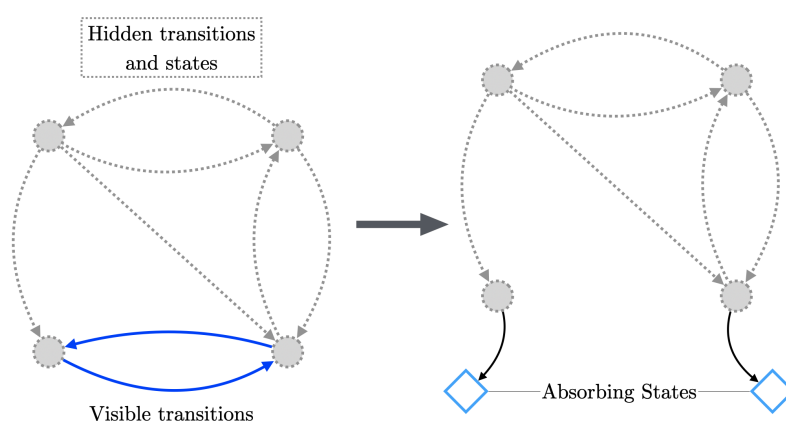 Hidden transitions
and states
Visible transitions
Absorbing States